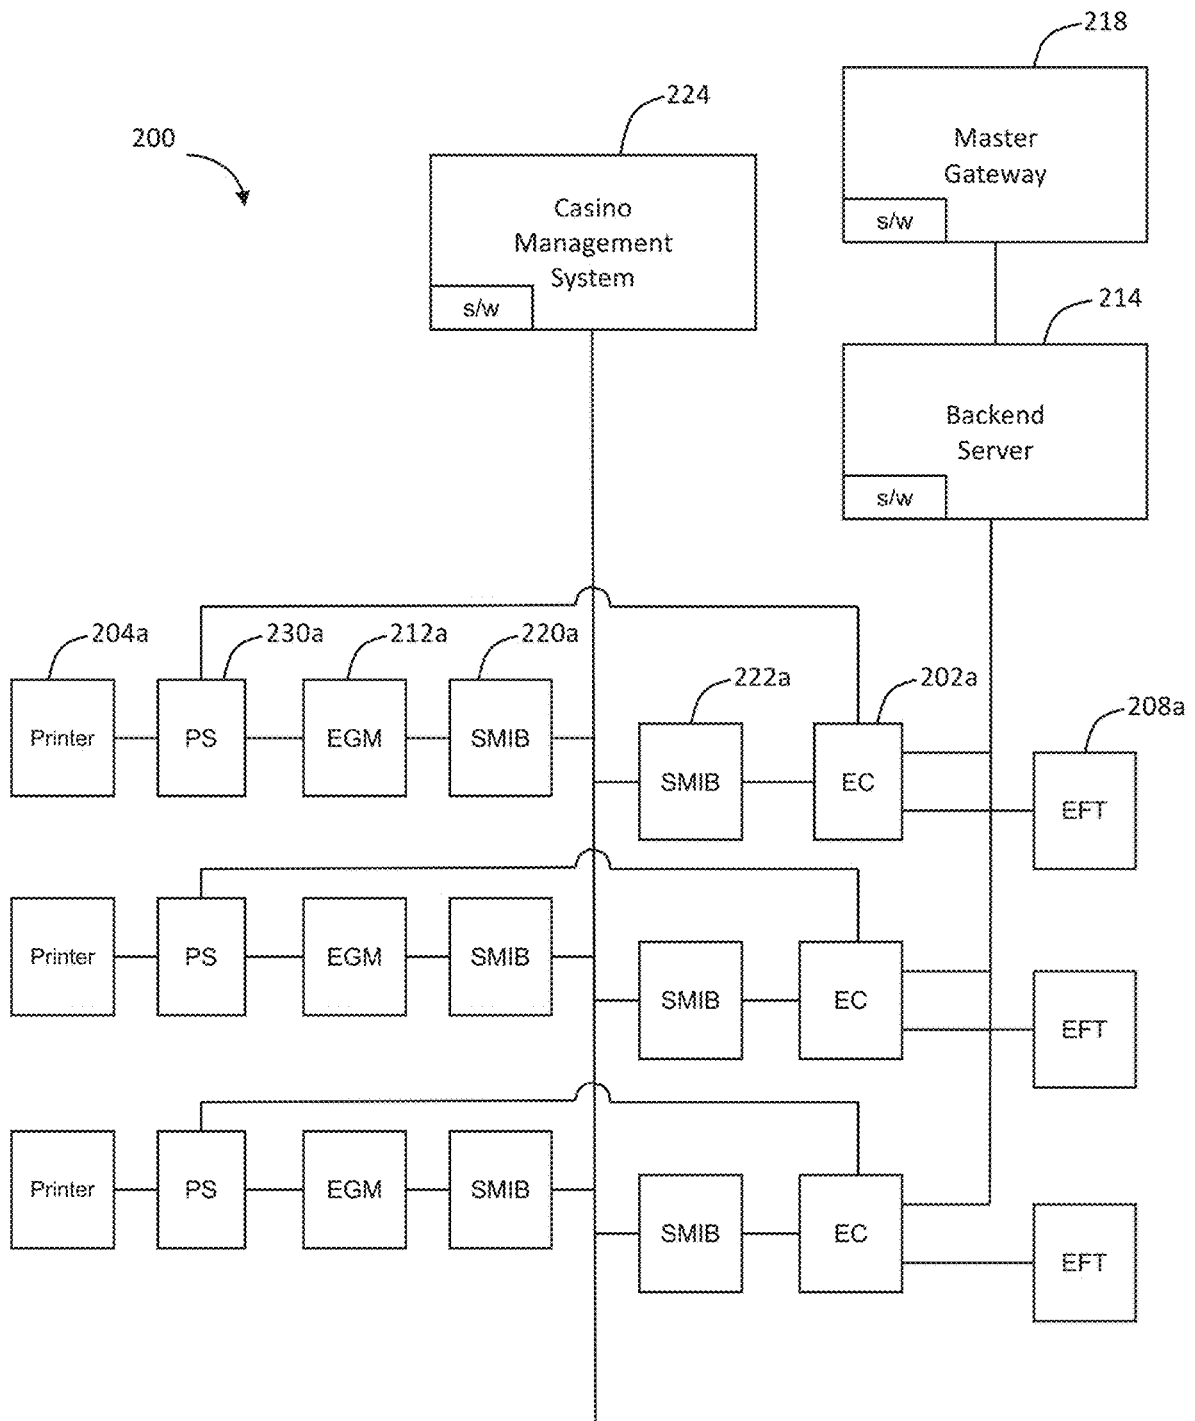 218
224
200
Master
Gateway
s/w
Casino
Management
System
s/w
214
Backend
Server
s/w
204a
230a
212a
220a
222a
202a
208a
Printer
PS
EGM
SMIB
SMIB
EC
EFT
Printer
PS
EGM
SMIB
SMIB
EC
EFT
Printer
PS
EGM
SMIB
SMIB
EC
EFT